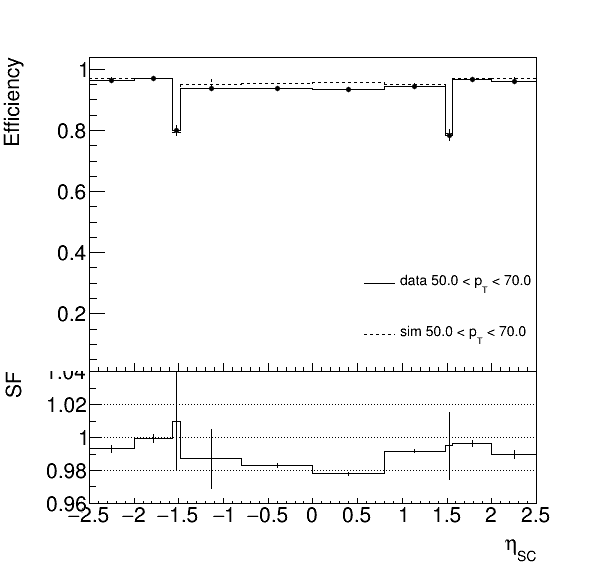 Efficiency
1
0.8
0.6
0.4
0.2
data 50.0 < p_T < 70.0
sim 50.0 < p_T < 70.0
SF
1.04
1.02
1
0.98
0.96
−2.5 −2 −1.5 −1 −0.5 0 0.5 1 1.5 2 2.5
η_SC